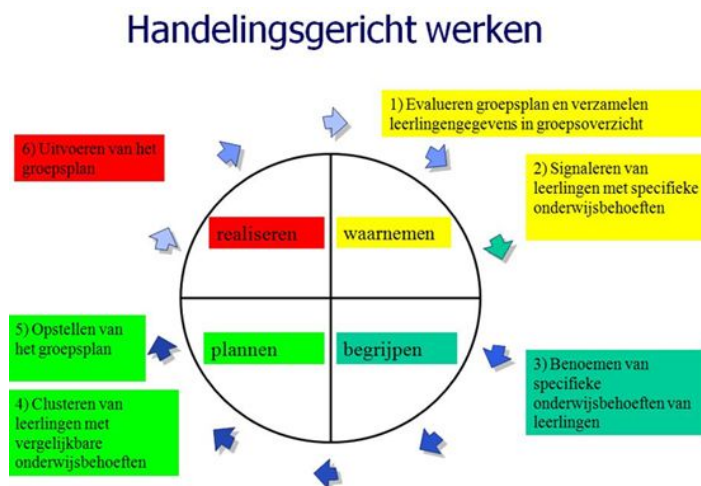 Handelingsgericht werken
1) Evalueren groepsplan en verzamelen
leerlingengegevens in groepsoverzicht
2) Signaleren van
leerlingen met specifieke
onderwijsbehoeften
3) Benoemen van
specifieke
onderwijsbehoeften van
leerlingen
4) Clusteren van
leerlingen met
vergelijkbare
onderwijsbehoeften
5) Opstellen van
het groepsplan
6) Uitvoeren van het
groepsplan
realiseren
waarnemen
plannen
begrijpen